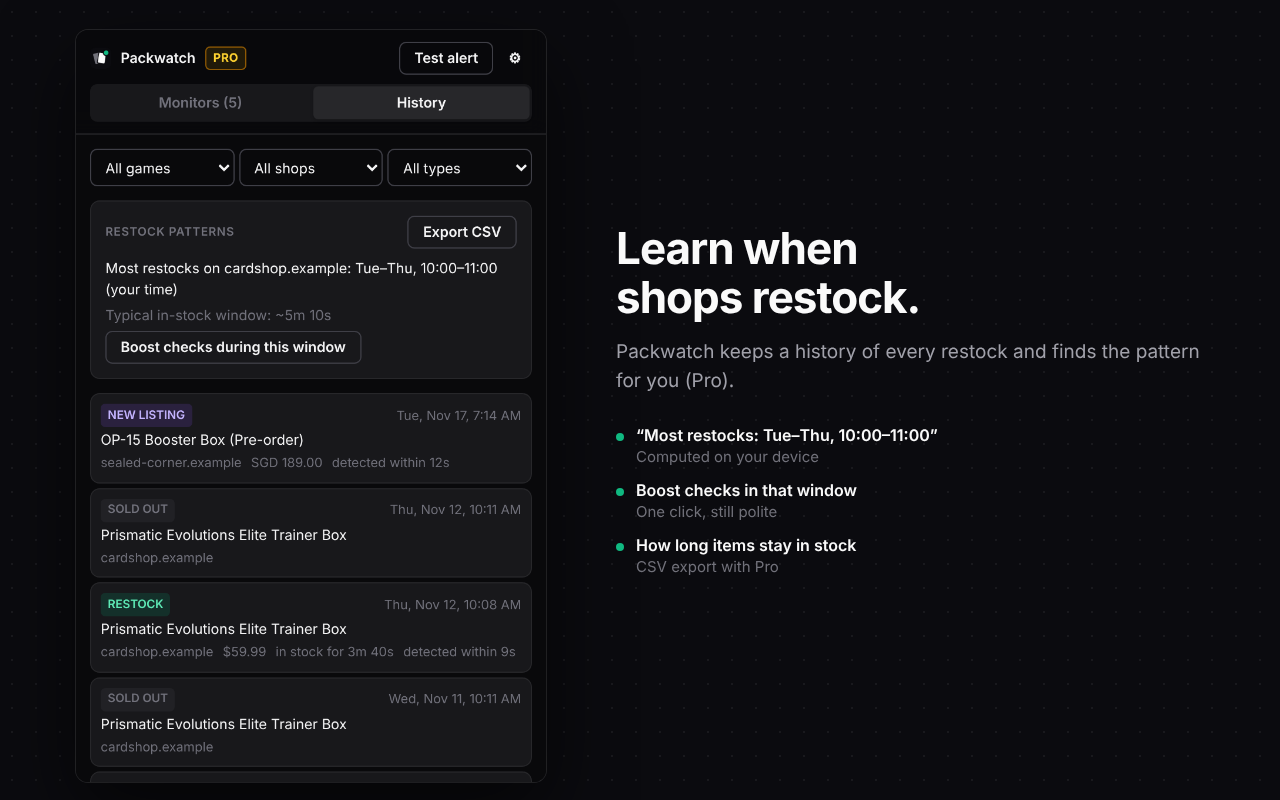 Packwatch PRO Test alert ⚙
Monitors (5) History
All games All shops All types
RESTOCK PATTERNS Export CSV
Most restocks on cardshop.example: Tue–Thu, 10:00–11:00
(your time)
Typical in-stock window: ~5m 10s
Boost checks during this window
NEW LISTING Tue, Nov 17, 7:14 AM
OP-15 Booster Box (Pre-order)
sealed-corner.example SGD 189.00 detected within 12s
SOLD OUT Thu, Nov 12, 10:11 AM
Prismatic Evolutions Elite Trainer Box
cardshop.example
RESTOCK Thu, Nov 12, 10:08 AM
Prismatic Evolutions Elite Trainer Box
cardshop.example $59.99 in stock for 3m 40s detected within 9s
SOLD OUT Wed, Nov 11, 10:11 AM
Prismatic Evolutions Elite Trainer Box
cardshop.example
Learn when
shops restock.
Packwatch keeps a history of every restock and finds the pattern
for you (Pro).
“Most restocks: Tue–Thu, 10:00–11:00”
Computed on your device
Boost checks in that window
One click, still polite
How long items stay in stock
CSV export with Pro